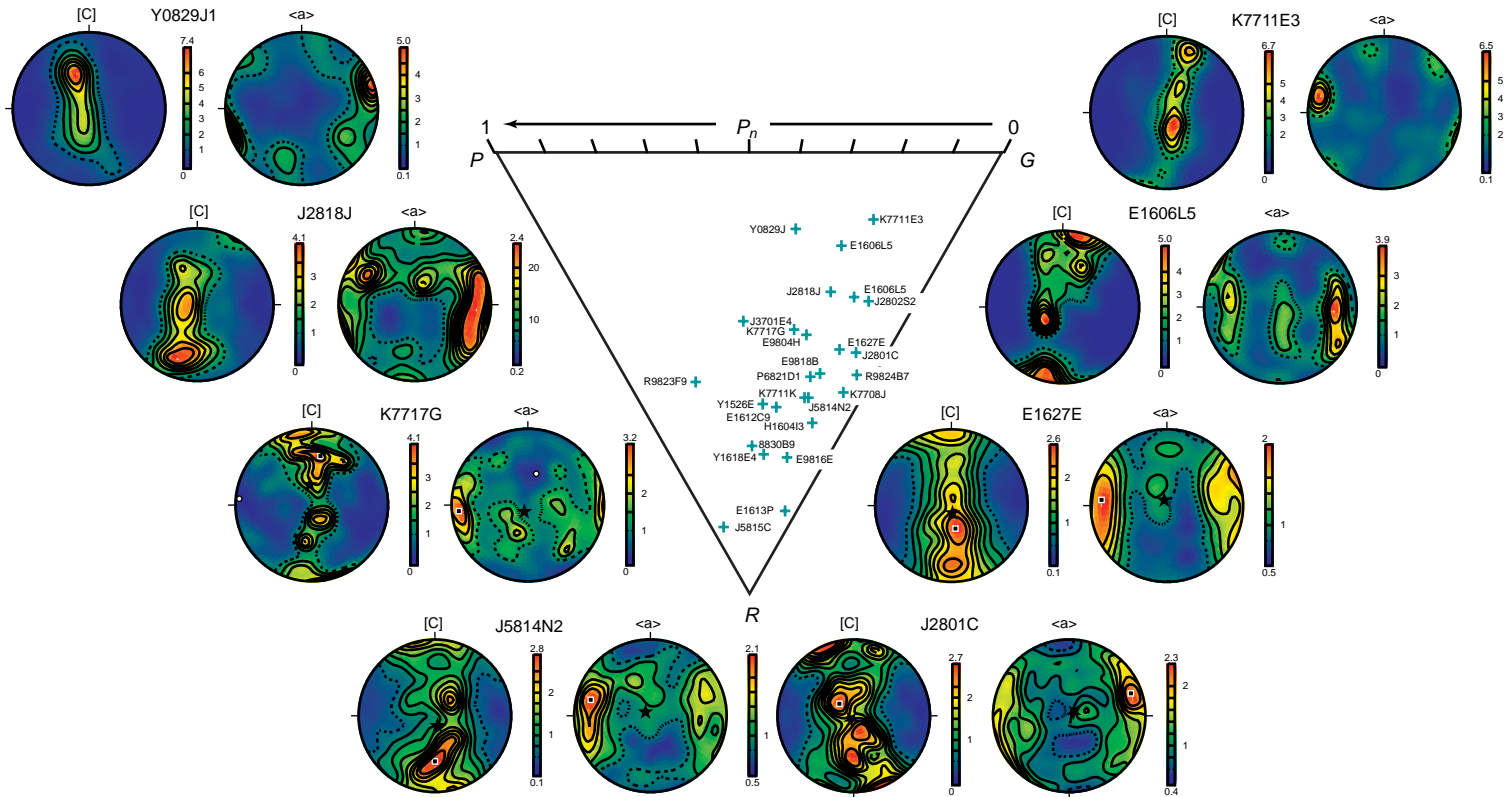 Y0829J1
[C] <a>
7.4
6
5
4
3
2
1
0
5.0
4
3
2
1
0.1
K7711E3
[C] <a>
6.7
5
4
3
2
0
6.5
5
4
3
2
0.1
1 Pn 0
P G
K7711E3
Y0829J
E1606L5
J2818J
E1606L5
J2802S2
J3701E4
K7717G
E9804H
E1627E
J2801C
E9818B
P6821D1
R9824B7
R9823F9
K7711K
K7708J
Y1526E
J5814N2
E1612C9
H1604I3
8830B9
Y1618E4
E9816E
E1613P
J5815C
R
J2818J
[C] <a>
4.1
3
2
1
0
2.4
20
10
0.2
E1606L5
[C] <a>
5.0
4
3
2
1
0
3.9
3
2
1
0
K7717G
[C] <a>
4.1
3
2
1
0
3.2
2
1
0
E1627E
[C] <a>
2.6
2
1
0.1
2
1
0.5
J5814N2
[C] <a>
2.8
2
1
0.1
2.1
1
0.5
J2801C
[C] <a>
2.7
2
1
0
2.3
2
1
0.4